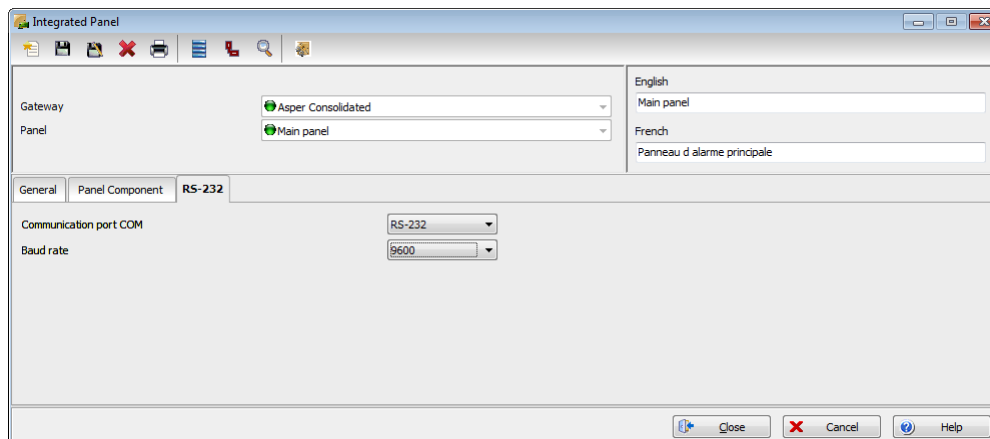 Integrated Panel
English
Gateway
Asper Consolidated
Main panel
Panel
Main panel
French
Panneau d alarme principale
General
Panel Component
RS-232
Communication port COM
RS-232
Baud rate
9600
Close
Cancel
Help